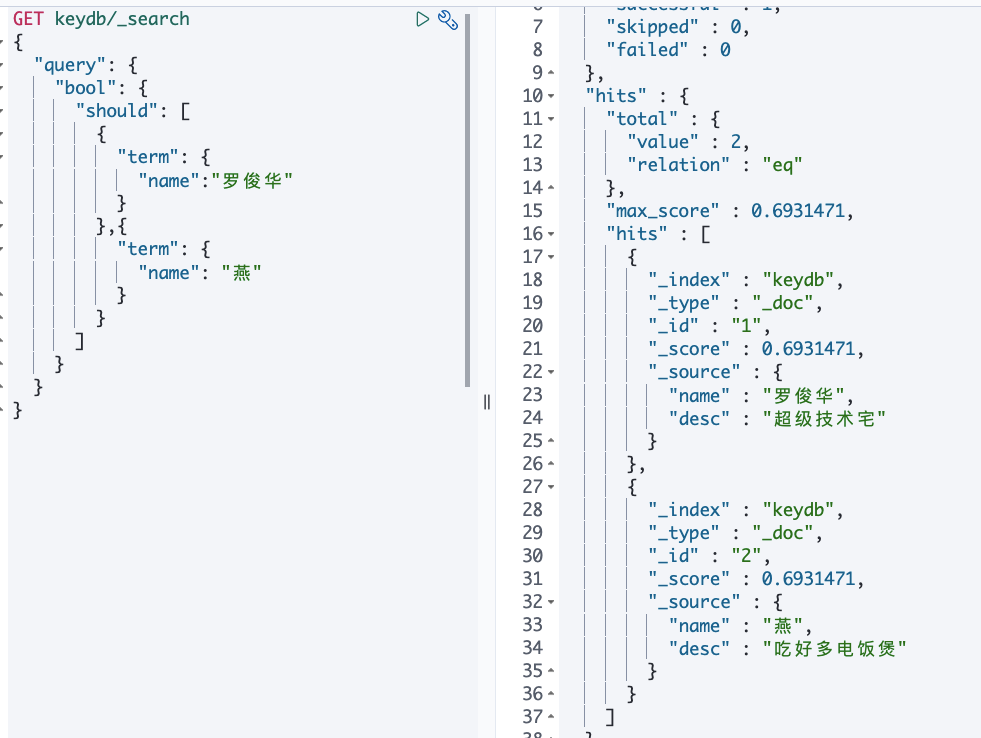 GET keydb/_search
{
  "query": {
    "bool": {
      "should": [
        {
          "term": {
            "name":"罗俊华"
          }
        },{
          "term": {
            "name": "燕"
          }
        }
      ]
    }
  }
}
7 "skipped" : 0,
8 "failed" : 0
9 },
10 "hits" : {
11 "total" : {
12 "value" : 2,
13 "relation" : "eq"
14 },
15 "max_score" : 0.6931471,
16 "hits" : [
17 {
18 "_index" : "keydb",
19 "_type" : "_doc",
20 "_id" : "1",
21 "_score" : 0.6931471,
22 "_source" : {
23 "name" : "罗俊华",
24 "desc" : "超级技术宅"
25 }
26 },
27 {
28 "_index" : "keydb",
29 "_type" : "_doc",
30 "_id" : "2",
31 "_score" : 0.6931471,
32 "_source" : {
33 "name" : "燕",
34 "desc" : "吃好多电饭煲"
35 }
36 }
37 ]